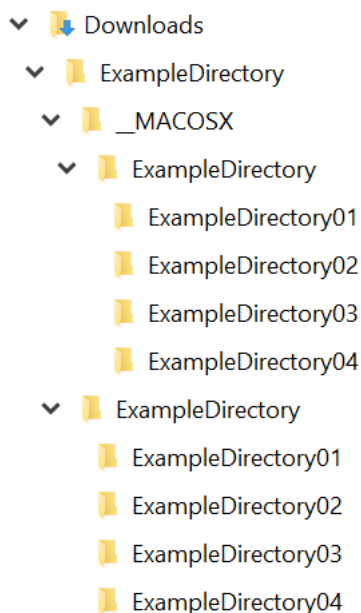 Downloads
ExampleDirectory
__MACOSX
ExampleDirectory
ExampleDirectory01
ExampleDirectory02
ExampleDirectory03
ExampleDirectory04
ExampleDirectory
ExampleDirectory01
ExampleDirectory02
ExampleDirectory03
ExampleDirectory04